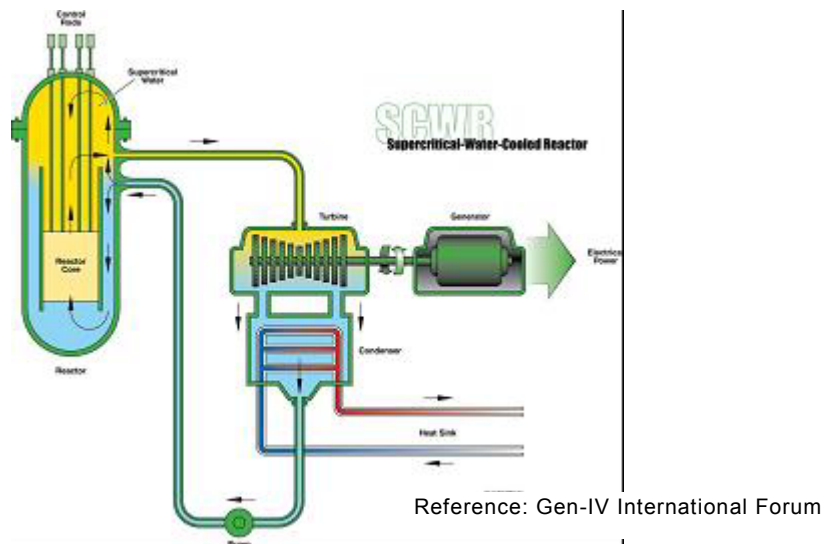 Control
Rods
Supercritical
Water
SCWR
Supercritical-Water-Cooled Reactor
Turbine
Generator
Electrical
Power
Reactor
Core
Condenser
Reactor
Heat Sink
Reference: Gen-IV International Forum